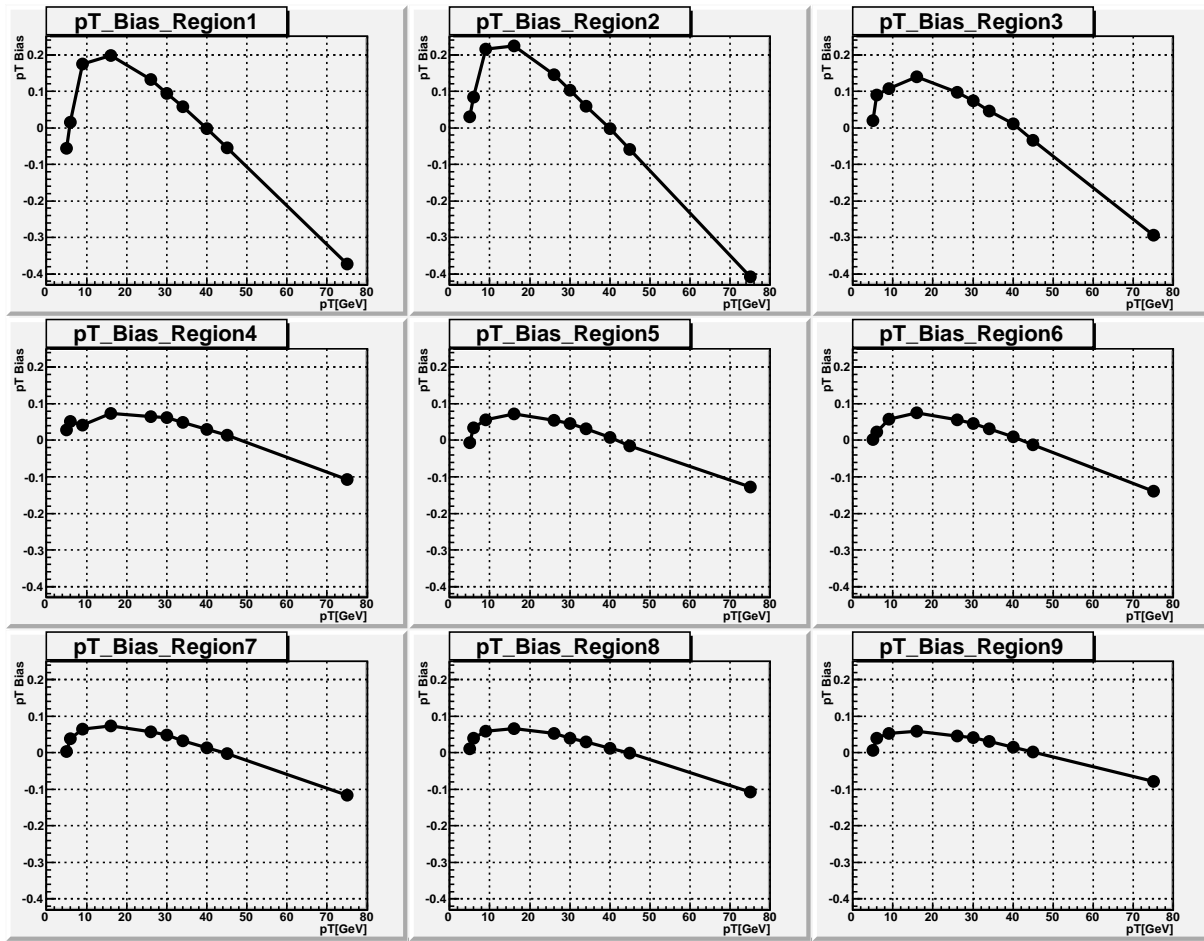 pT_Bias_Region1
pT Bias
0.2
0.1
0
-0.1
-0.2
-0.3
-0.4
0 10 20 30 40 50 60 70 80
pT[GeV]
pT_Bias_Region2
pT Bias
0.2
0.1
0
-0.1
-0.2
-0.3
-0.4
0 10 20 30 40 50 60 70 80
pT[GeV]
pT_Bias_Region3
pT Bias
0.2
0.1
0
-0.1
-0.2
-0.3
-0.4
0 10 20 30 40 50 60 70 80
pT[GeV]
pT_Bias_Region4
pT Bias
0.2
0.1
0
-0.1
-0.2
-0.3
-0.4
0 10 20 30 40 50 60 70 80
pT[GeV]
pT_Bias_Region5
pT Bias
0.2
0.1
0
-0.1
-0.2
-0.3
-0.4
0 10 20 30 40 50 60 70 80
pT[GeV]
pT_Bias_Region6
pT Bias
0.2
0.1
0
-0.1
-0.2
-0.3
-0.4
0 10 20 30 40 50 60 70 80
pT[GeV]
pT_Bias_Region7
pT Bias
0.2
0.1
0
-0.1
-0.2
-0.3
-0.4
0 10 20 30 40 50 60 70 80
pT[GeV]
pT_Bias_Region8
pT Bias
0.2
0.1
0
-0.1
-0.2
-0.3
-0.4
0 10 20 30 40 50 60 70 80
pT[GeV]
pT_Bias_Region9
pT Bias
0.2
0.1
0
-0.1
-0.2
-0.3
-0.4
0 10 20 30 40 50 60 70 80
pT[GeV]